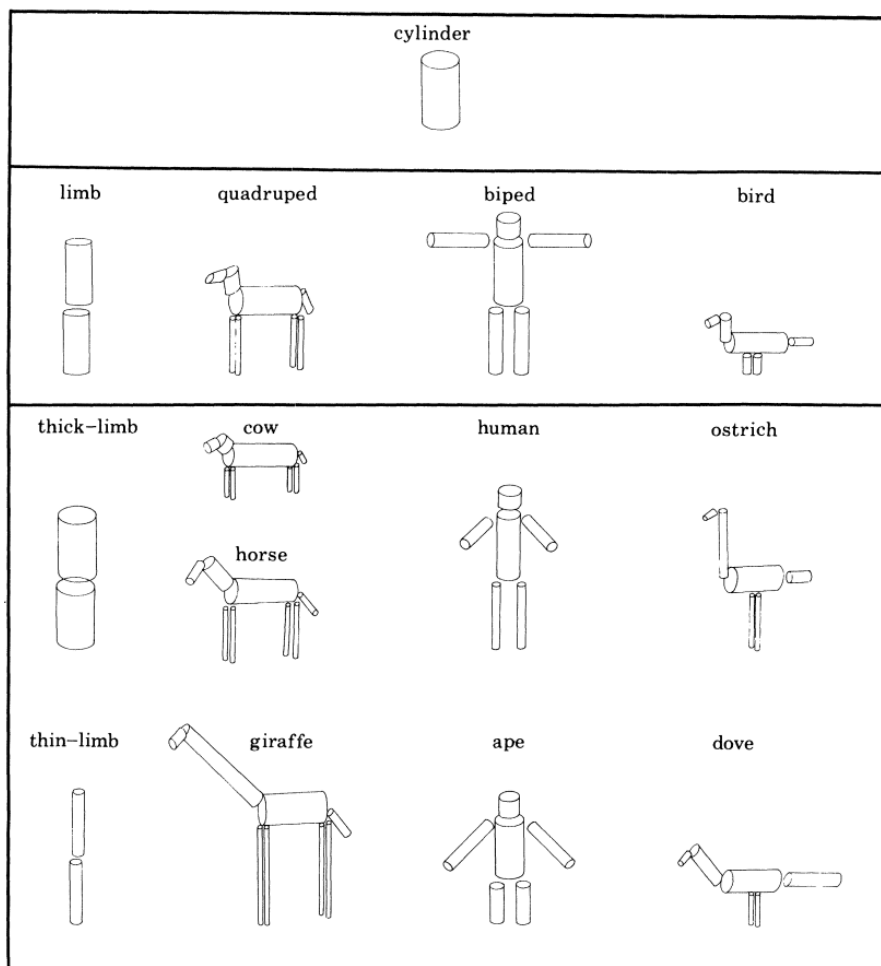 cylinder
limb
quadruped
biped
bird
thick-limb
cow
human
ostrich
horse
thin-limb
giraffe
ape
dove